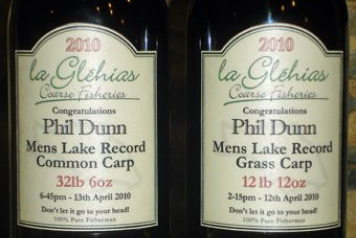 2010
la Gléhias
Coarse Fisheries
Congratulations
Phil Dunn
Mens Lake Record
Common Carp
32lb 6oz
6-45pm - 13th April 2010
Don't let it go to your head!
100% Pure Fisherman
2010
la Gléhias
Coarse Fisheries
Congratulations
Phil Dunn
Mens Lake Record
Grass Carp
12lb 12oz
2-15pm - 12th April 2010
Don't let it go to your head!
100% Pure Fisherman